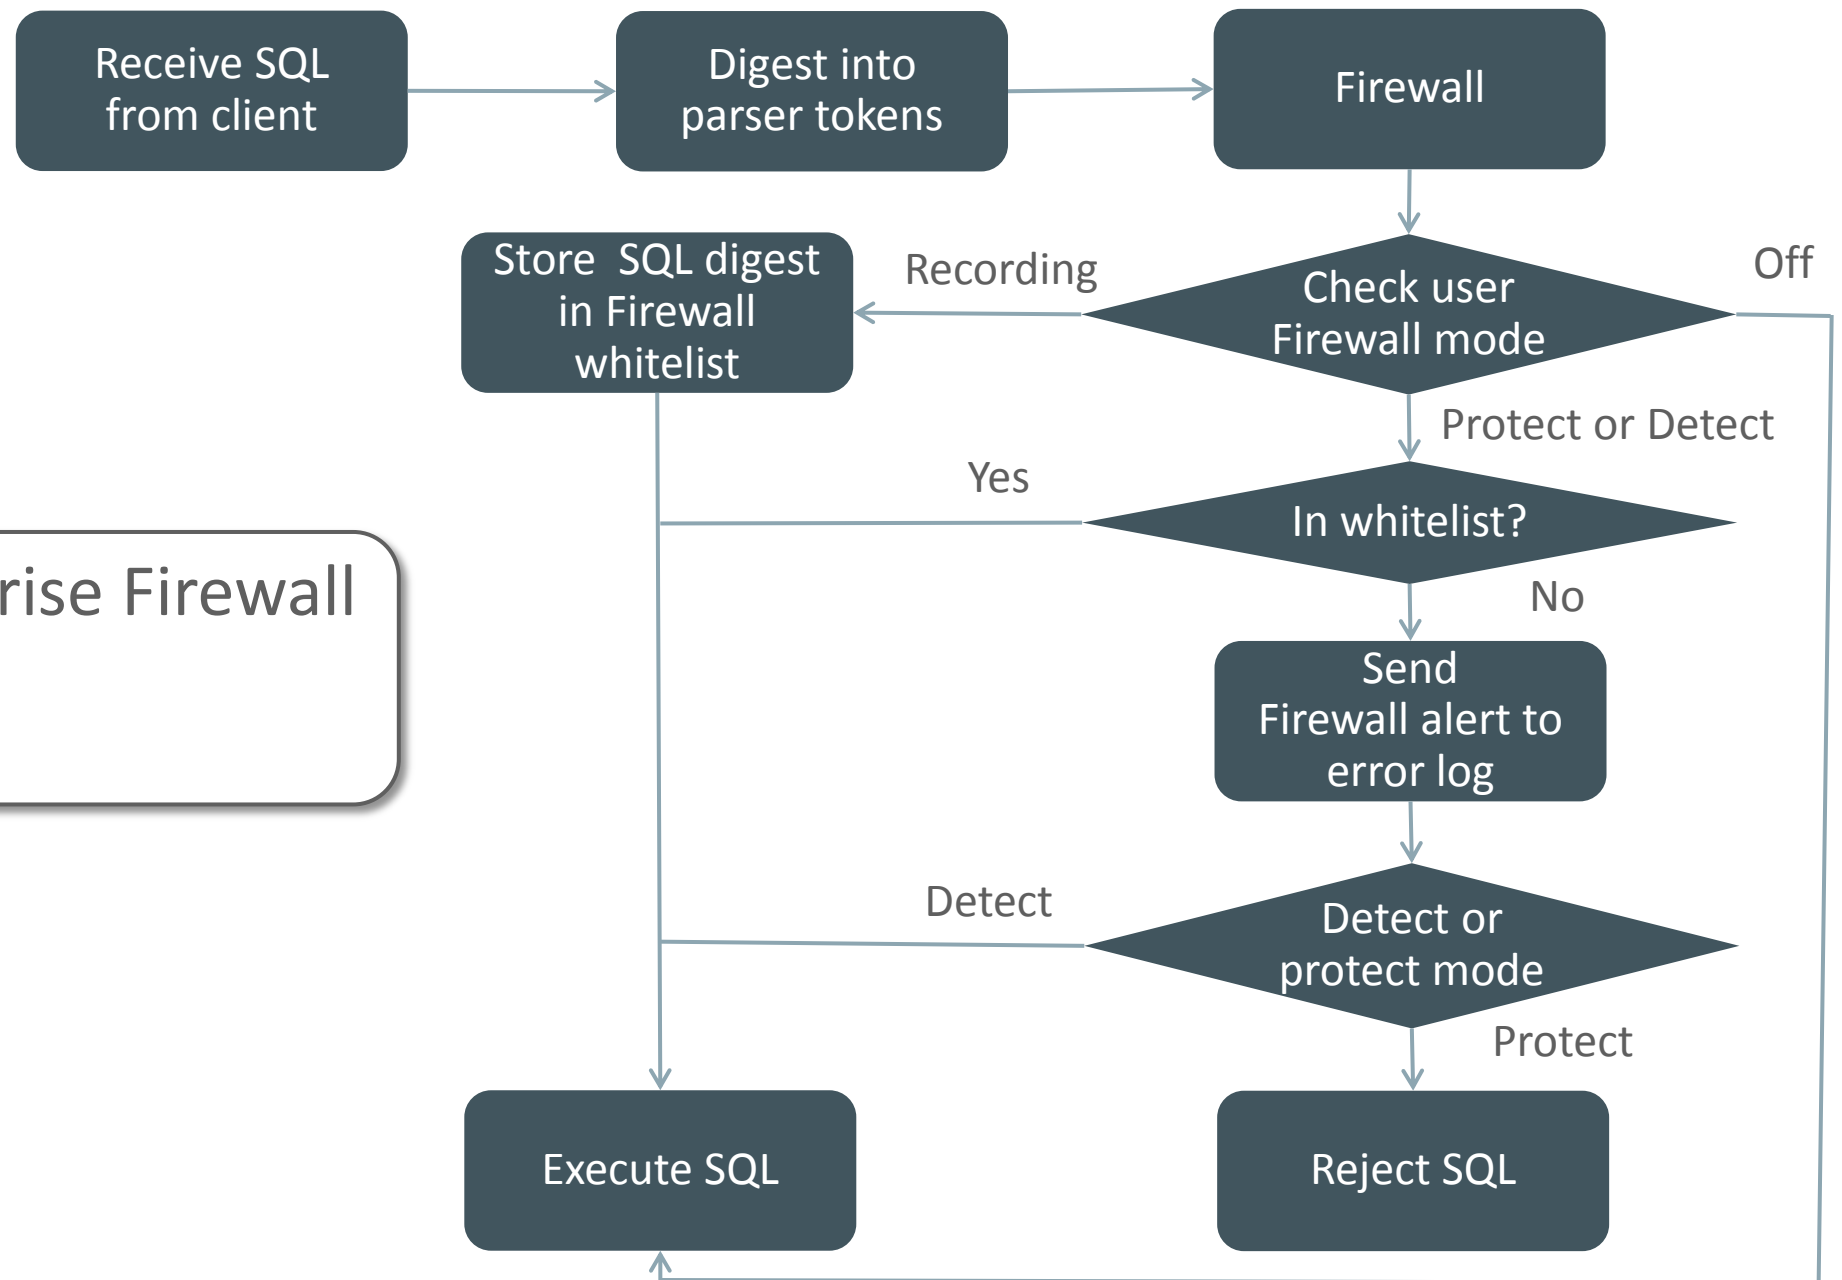 Receive SQL
from client
Digest into
parser tokens
Firewall
Store SQL digest
in Firewall
whitelist
Recording
Check user
Firewall mode
Off
Protect or Detect
Yes
In whitelist?
No
rise Firewall
Send
Firewall alert to
error log
Detect
Detect or
protect mode
Protect
Execute SQL
Reject SQL